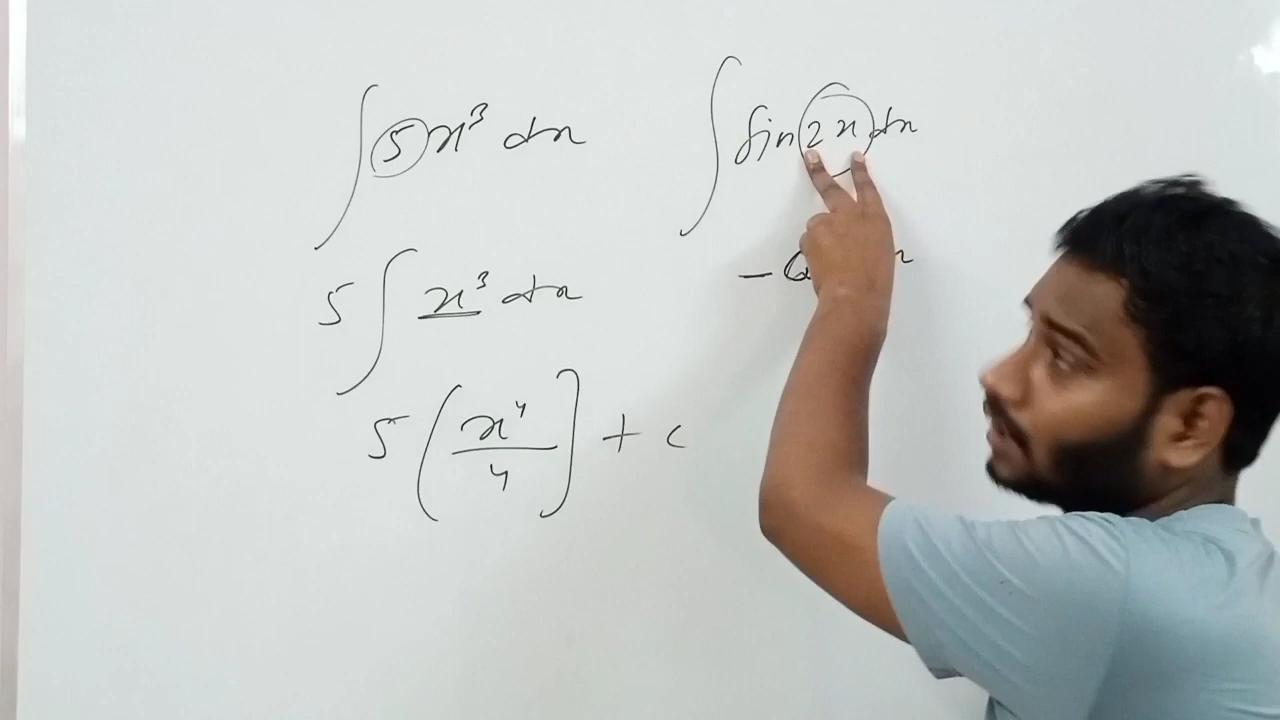 ∫ 5x³ dx
5 ∫ x³ dx
5 ( x⁴/4 ] + c
∫ sin 2x dx
–